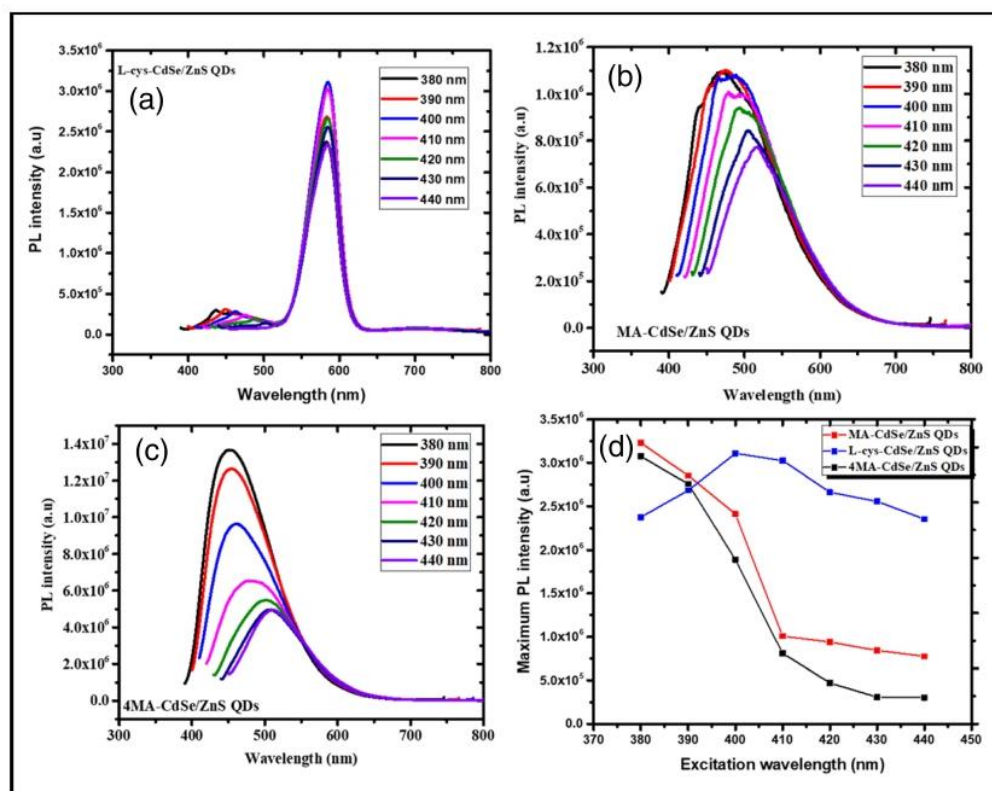 L-cys-CdSe/ZnS QDs
(a)
3.5x10⁶
3.0x10⁶
2.5x10⁶
2.0x10⁶
1.5x10⁶
1.0x10⁶
5.0x10⁵
0.0
PL intensity (a.u)
380 nm
390 nm
400 nm
410 nm
420 nm
430 nm
440 nm
300 400 500 600 700 800
Wavelength (nm)
(b)
1.2x10⁶
1.0x10⁶
8.0x10⁵
6.0x10⁵
4.0x10⁵
2.0x10⁵
0.0
PL intensity (a.u)
380 nm
390 nm
400 nm
410 nm
420 nm
430 nm
440 nm
MA-CdSe/ZnS QDs
300 400 500 600 700 800
Wavelength (nm)
(c)
1.4x10⁷
1.2x10⁷
1.0x10⁷
8.0x10⁶
6.0x10⁶
4.0x10⁶
2.0x10⁶
0.0
PL intensity (a.u)
380 nm
390 nm
400 nm
410 nm
420 nm
430 nm
440 nm
4MA-CdSe/ZnS QDs
300 400 500 600 700 800
Wavelength (nm)
(d)
3.5x10⁶
3.0x10⁶
2.5x10⁶
2.0x10⁶
1.5x10⁶
1.0x10⁶
5.0x10⁵
0.0
Maximum PL intensity (a.u)
MA-CdSe/ZnS QDs
L-cys-CdSe/ZnS QDs
4MA-CdSe/ZnS QDs
370 380 390 400 410 420 430 440 450
Excitation wavelength (nm)